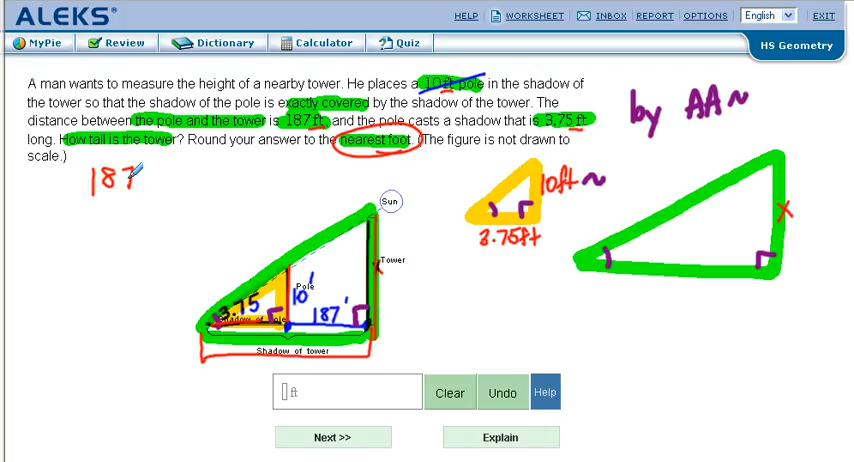 ALEKS®
HELP WORKSHEET INBOX REPORT OPTIONS English EXIT
MyPie Review Dictionary Calculator Quiz
HS Geometry
A man wants to measure the height of a nearby tower. He places a 10 ft pole in the shadow of
the tower so that the shadow of the pole is exactly covered by the shadow of the tower. The
distance between the pole and the tower is 187 ft, and the pole casts a shadow that is 3.75 ft
long. How tall is the tower? Round your answer to the nearest foot. (The figure is not drawn to
scale.)
by AA~
187
10ft ~
3.75ft
x
Sun
Tower
x
Pole
10'
3.75
187'
Shadow of pole
Shadow of tower
ft
Clear Undo Help
Next >> Explain